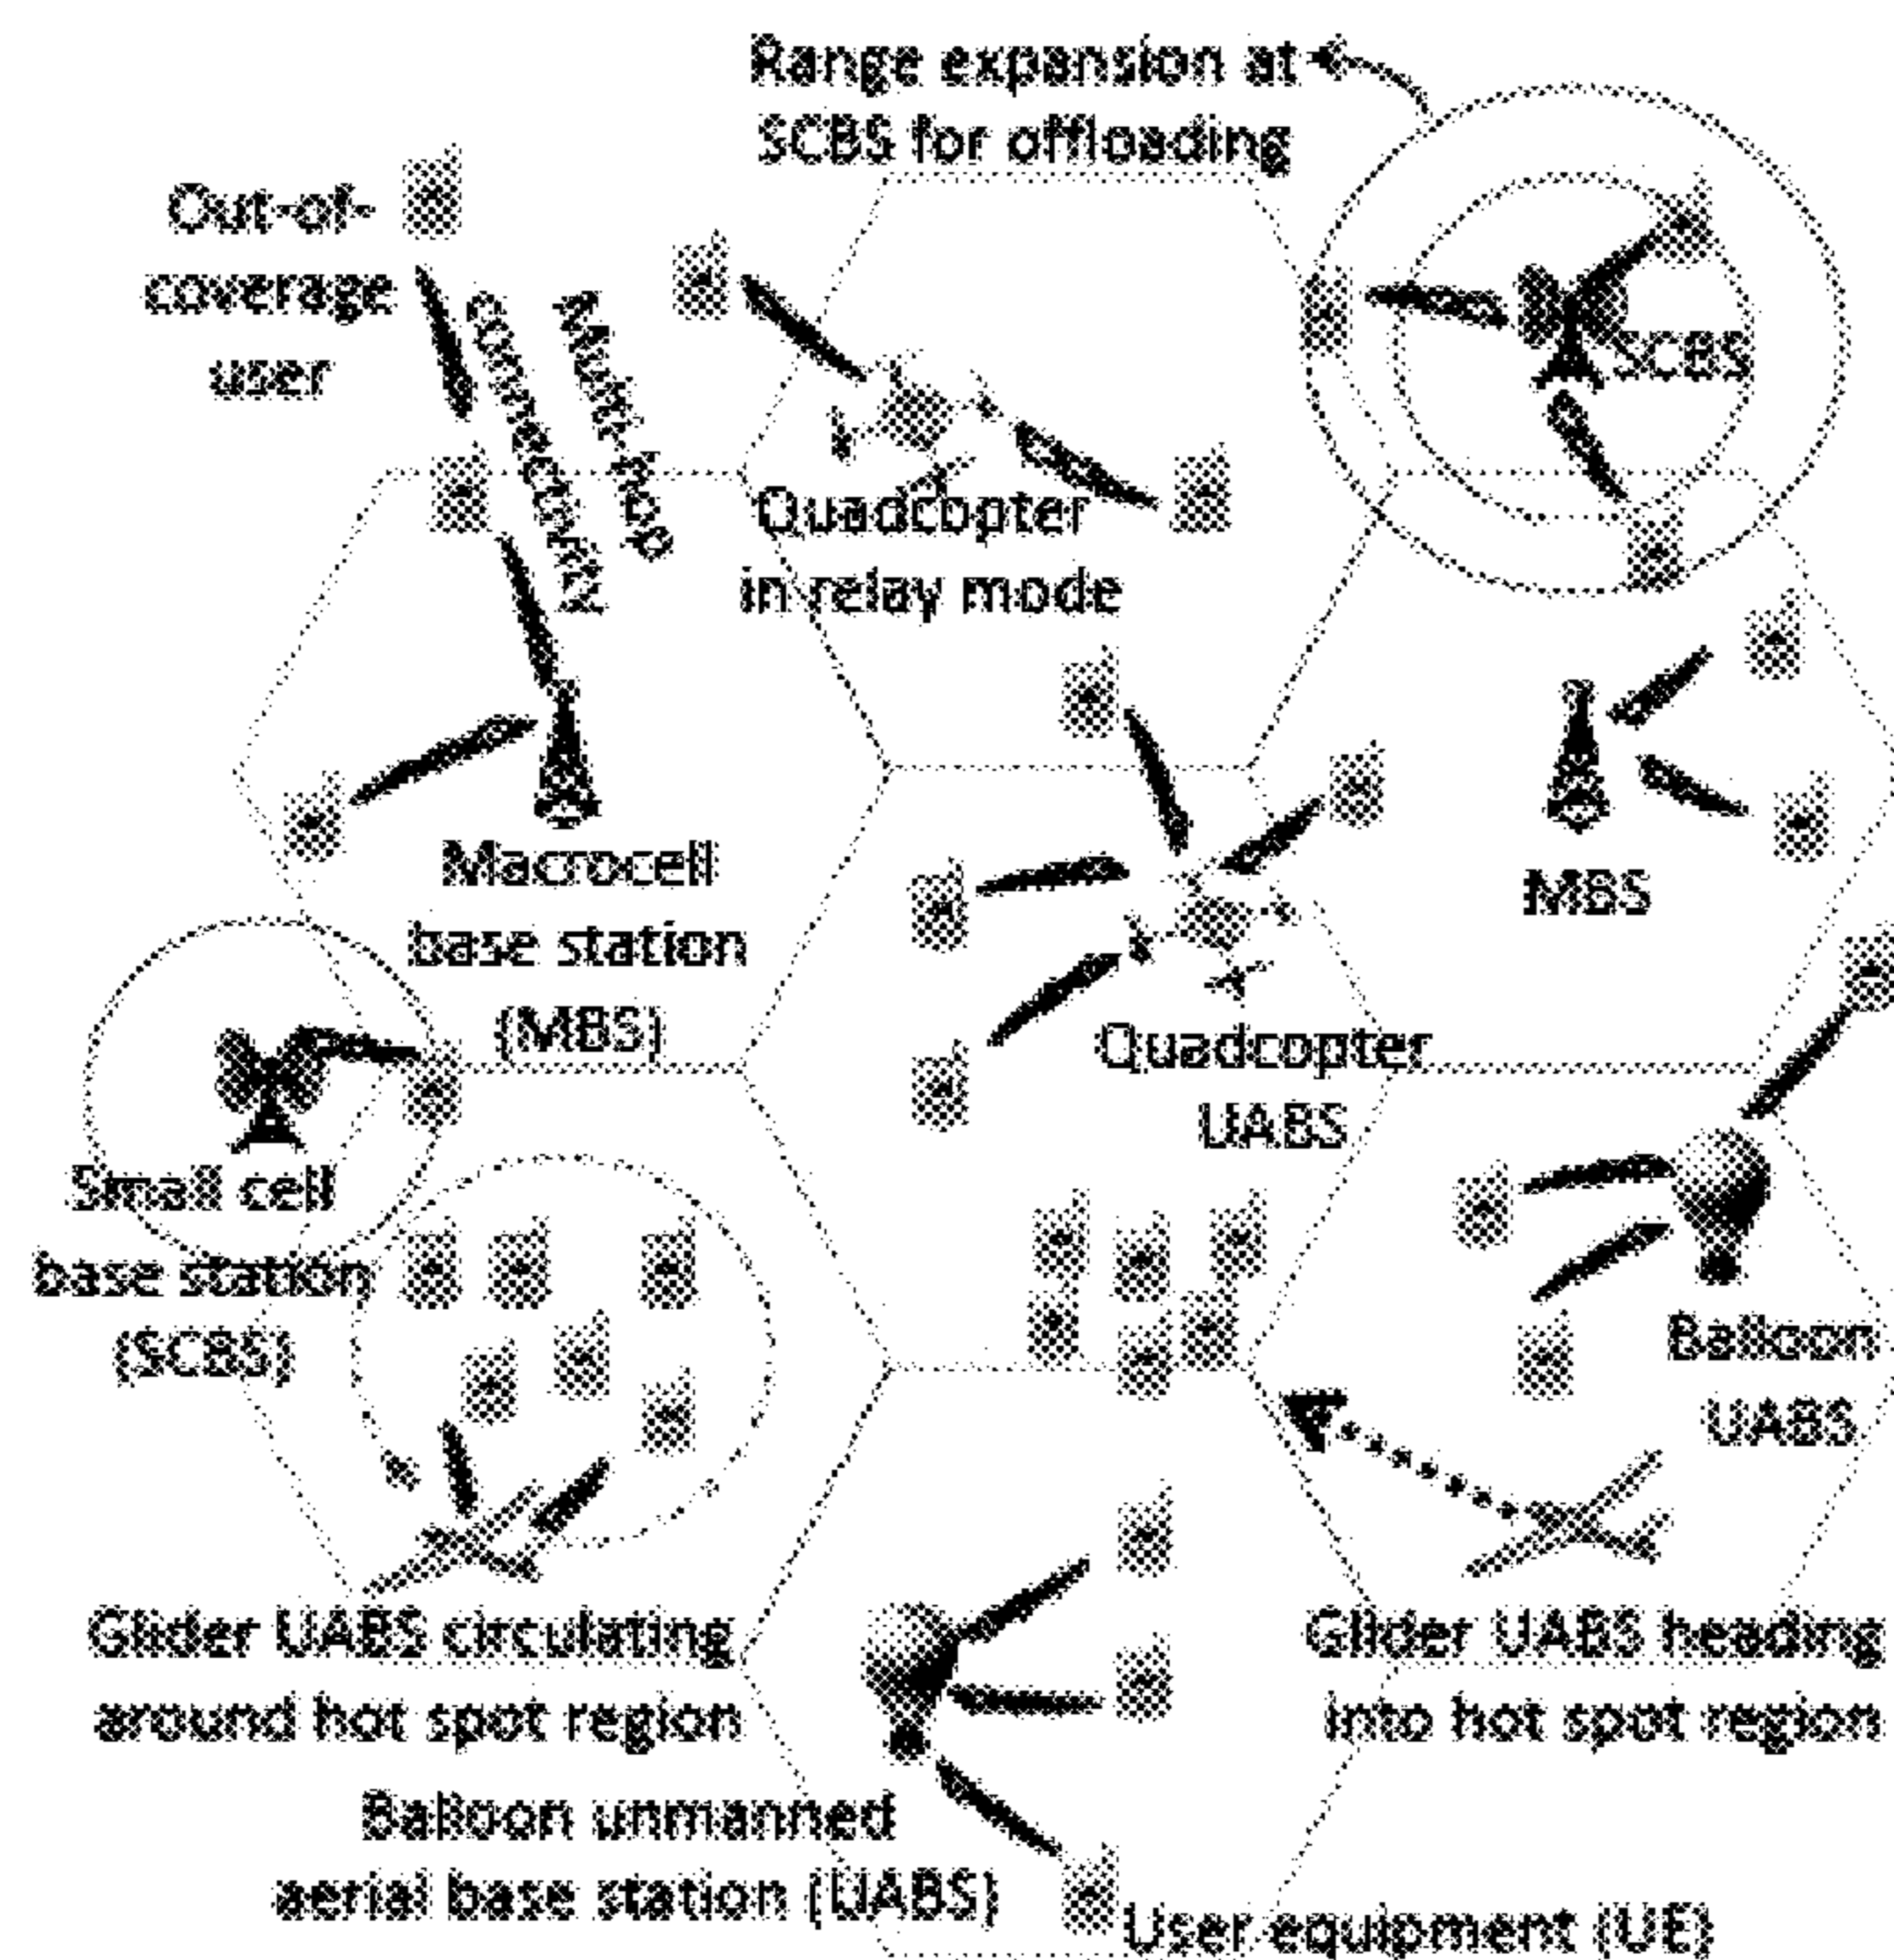 Range expansion at
SCBS for offloading
Out-of-
coverage
user
Multi-hop
connectivity
SCBS
Quadcopter
in relay mode
Macrocell
base station
(MBS)
MBS
Quadcopter
UABS
Small cell
base station
(SCBS)
Balloon
UABS
Glider UABS circulating
around hot spot region
Glider UABS heading
into hot spot region
Balloon unmanned
aerial base station (UABS)
User equipment (UE)